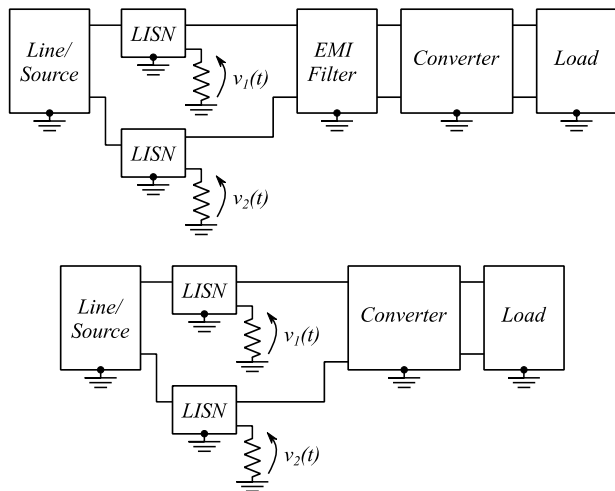 Line/
Source
LISN
v1(t)
LISN
v2(t)
EMI
Filter
Converter
Load
Line/
Source
LISN
v1(t)
LISN
v2(t)
Converter
Load